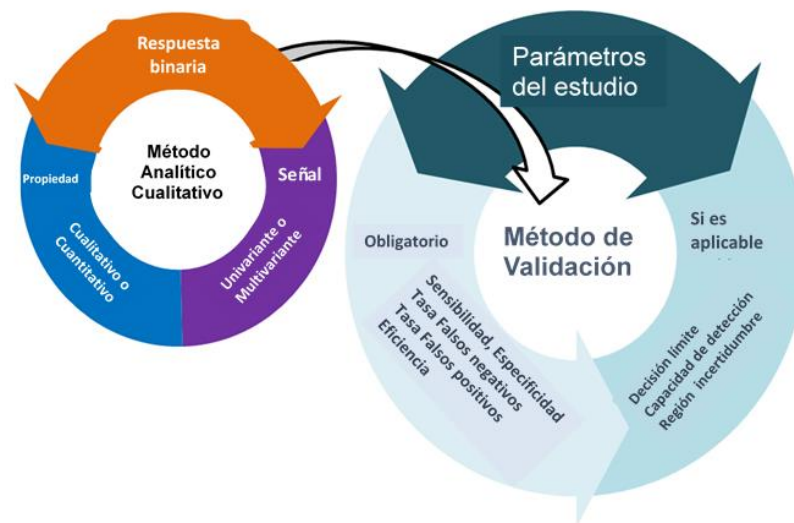 Respuesta
binaria
Método
Analítico
Cualitativo
Propiedad
Señal
Cualitativo o
Cuantitativo
Univariante o
Multivariante
Parámetros
del estudio
Método de
Validación
Obligatorio
Si es
aplicable
Sensibilidad, Especificidad
Tasa Falsos negativos
Tasa Falsos positivos
Eficiencia
Decisión límite
Capacidad de detección
Región incertidumbre